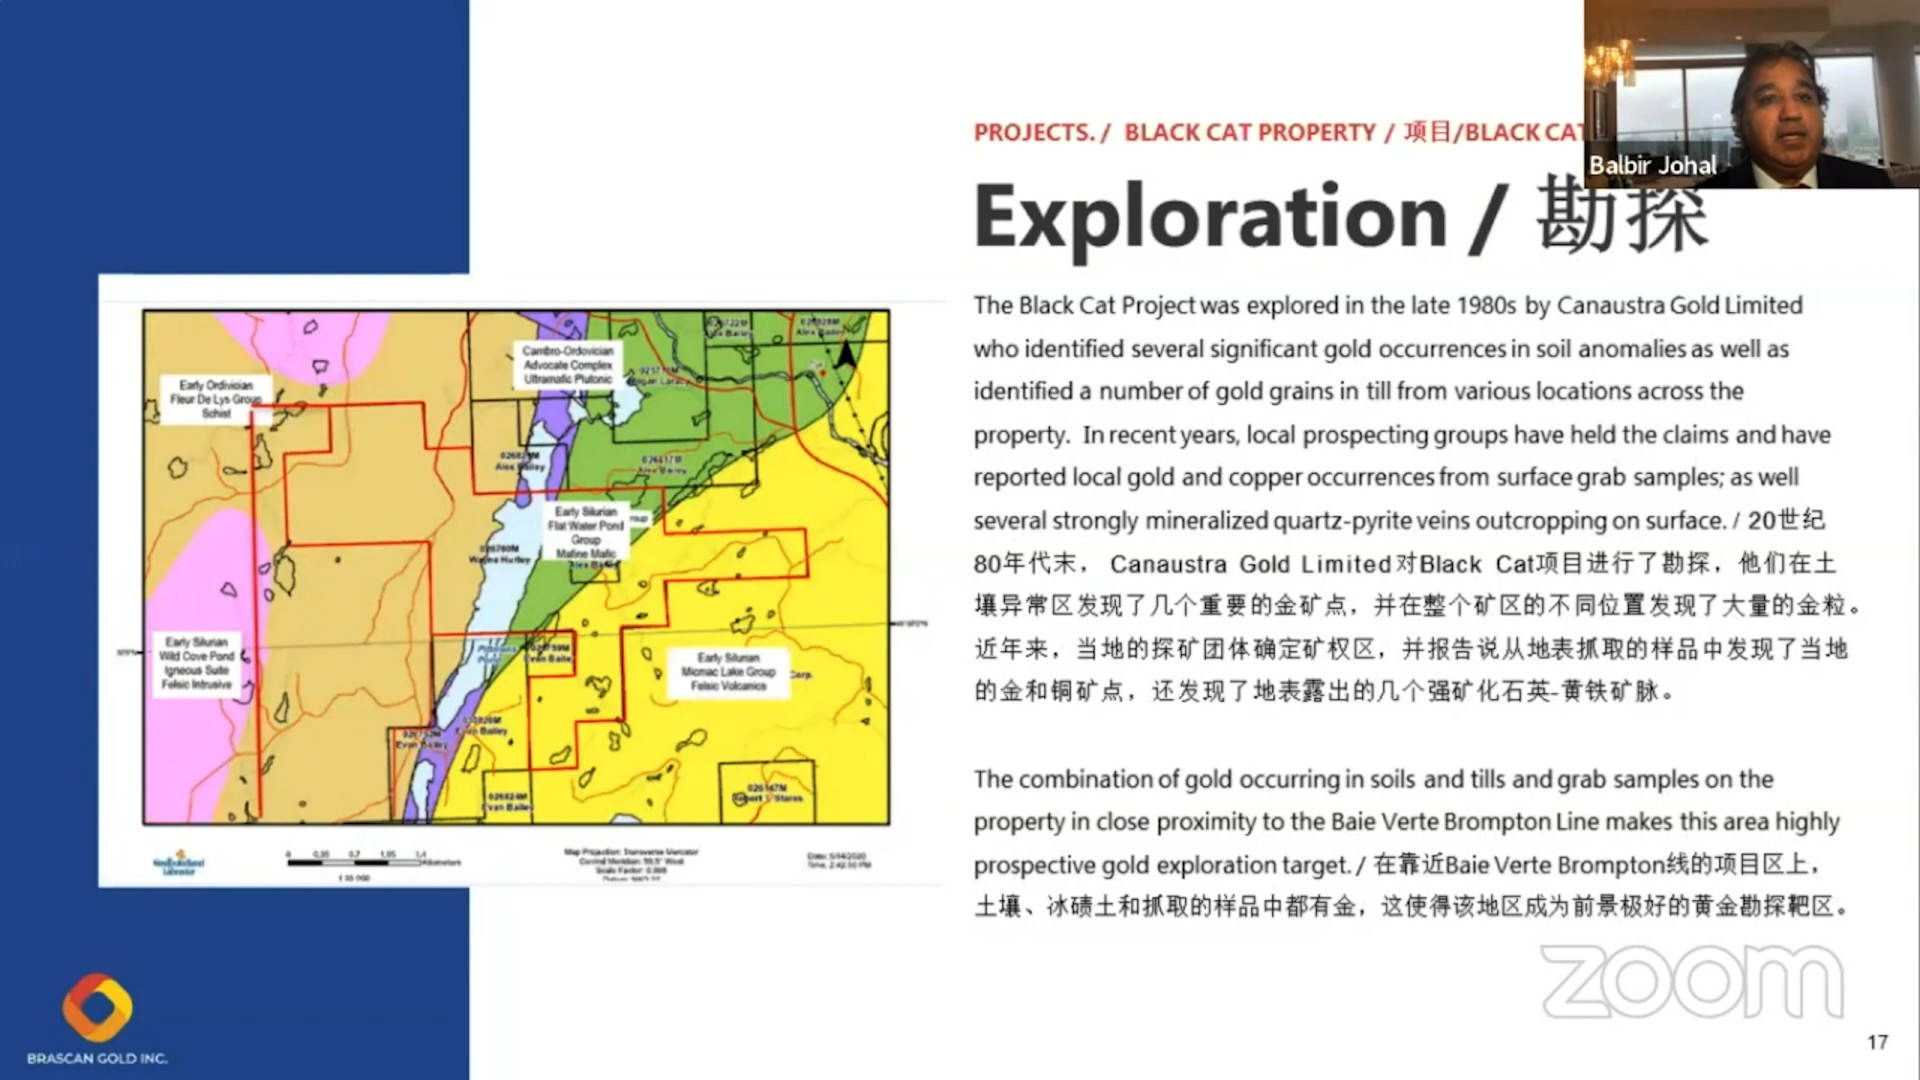 PROJECTS. / BLACK CAT PROPERTY / 项目/BLACK CAT
Balbir Johal
Exploration / 勘探
The Black Cat Project was explored in the late 1980s by Canaustra Gold Limited
who identified several significant gold occurrences in soil anomalies as well as
identified a number of gold grains in till from various locations across the
property. In recent years, local prospecting groups have held the claims and have
reported local gold and copper occurrences from surface grab samples; as well
several strongly mineralized quartz-pyrite veins outcropping on surface. / 20世纪
80年代末， Canaustra Gold Limited对Black Cat项目进行了勘探，他们在土
壤异常区发现了几个重要的金矿点，并在整个矿区的不同位置发现了大量的金粒。
近年来，当地的探矿团体确定矿权区，并报告说从地表抓取的样品中发现了当地
的金和铜矿点，还发现了地表露出的几个强矿化石英-黄铁矿脉。
The combination of gold occurring in soils and tills and grab samples on the
property in close proximity to the Baie Verte Brompton Line makes this area highly
prospective gold exploration target. / 在靠近Baie Verte Brompton线的项目区上，
土壤、冰碛土和抓取的样品中都有金，这使得该地区成为前景极好的黄金勘探靶区。
Early Ordivician
Fleur De Lys Group
Schist
Cambro-Ordovician
Advocate Complex
Ultramafic Plutonic
Early Silurian
Flat Water Pond
Group
Mafine Mafic
Early Silurian
Wild Cove Pond
Igneous Suite
Felsic Intrusive
Early Silurian
Micmac Lake Group
Felsic Volcanics
Corp.
Alex Bailey
Wayne Hurley
Evan Bailey
Evan Bailey
Evan Bailey
Map Projection: Transverse Mercator
BRASCAN GOLD INC.
zoom
17